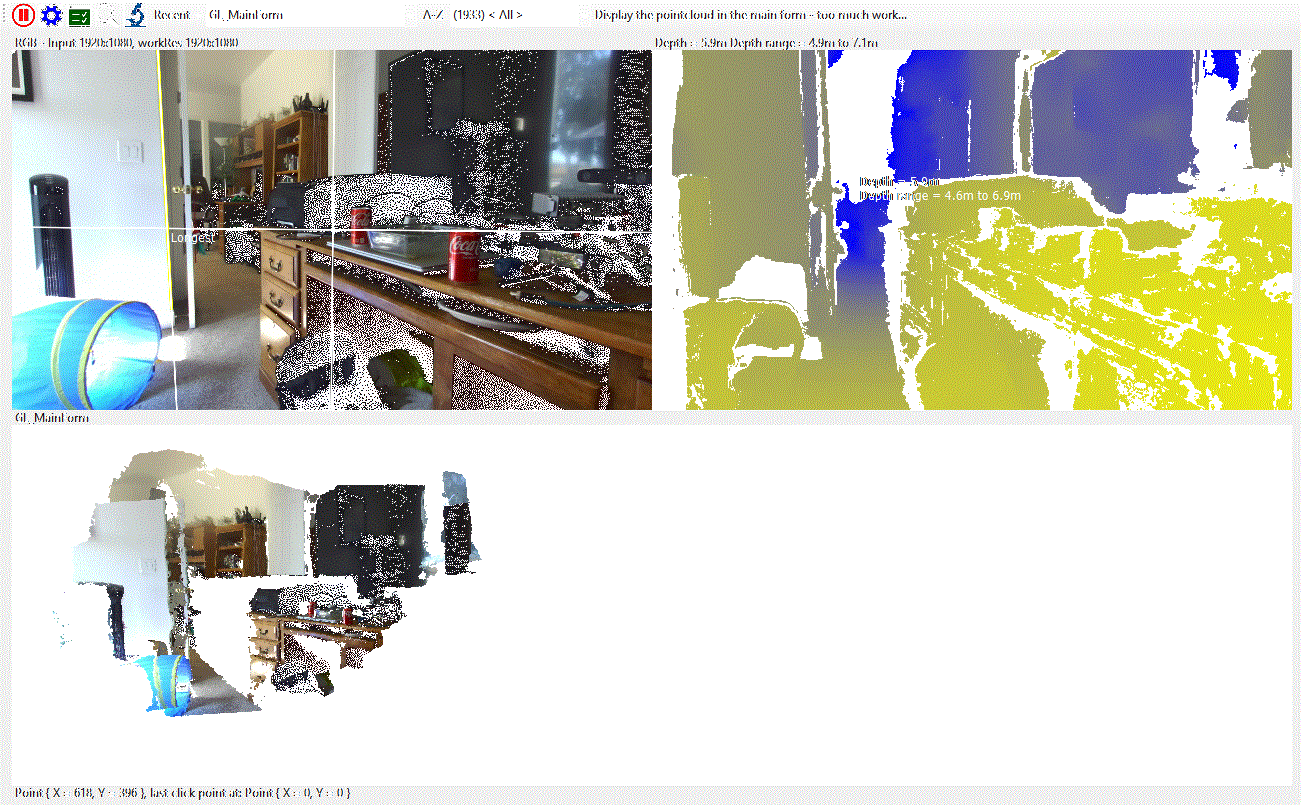 Recent
GL_MainForm
A-Z (1933) < All >
Display the pointcloud in the main form - too much work...
RGB - Input 1920x1080, workRes 1920x1080
Depth = 5.9m Depth range = 4.9m to 7.1m
Longest
Coca
Depth = 5.8m
Depth range = 4.6m to 6.9m
GL_MainForm
Point { X = 618, Y = 396 }, last click point at: Point { X = 0, Y = 0 }